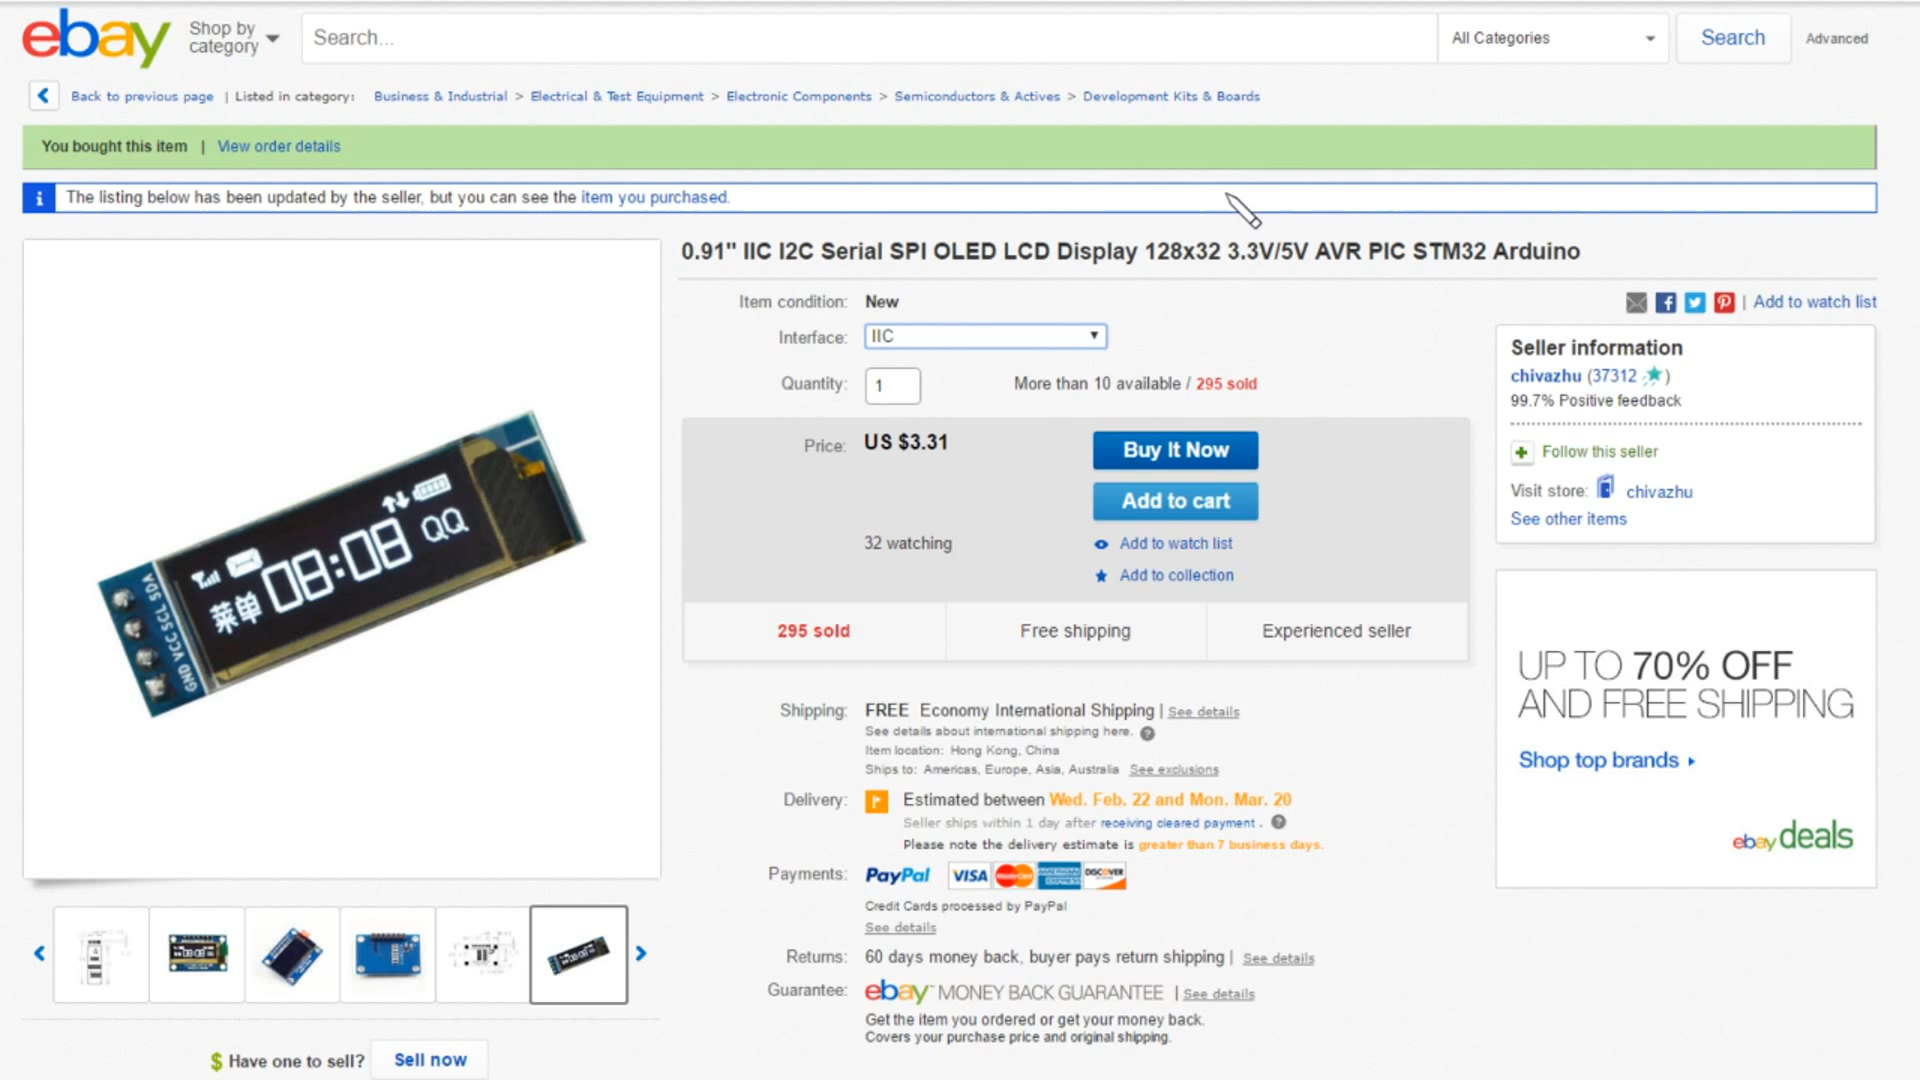 ebay
Shop by
category
Search...
All Categories
Search
Advanced
Back to previous page | Listed in category: Business & Industrial > Electrical & Test Equipment > Electronic Components > Semiconductors & Actives > Development Kits & Boards
You bought this item | View order details
The listing below has been updated by the seller, but you can see the item you purchased.
0.91" IIC I2C Serial SPI OLED LCD Display 128x32 3.3V/5V AVR PIC STM32 Arduino
Item condition: New
| Add to watch list
Interface: IIC
Quantity: 1
More than 10 available / 295 sold
Price: US $3.31
Buy It Now
Add to cart
32 watching
Add to watch list
Add to collection
295 sold
Free shipping
Experienced seller
Shipping: FREE Economy International Shipping | See details
See details about international shipping here.
Item location: Hong Kong, China
Ships to: Americas, Europe, Asia, Australia See exclusions
Delivery: Estimated between Wed. Feb. 22 and Mon. Mar. 20
Seller ships within 1 day after receiving cleared payment.
Please note the delivery estimate is greater than 7 business days.
Payments: PayPal VISA MasterCard AMERICAN EXPRESS DISCOVER
Credit Cards processed by PayPal
See details
Returns: 60 days money back, buyer pays return shipping | See details
Guarantee: ebay MONEY BACK GUARANTEE | See details
Get the item you ordered or get your money back.
Covers your purchase price and original shipping.
Seller information
chivazhu (37312)
99.7% Positive feedback
Follow this seller
Visit store: chivazhu
See other items
UP TO 70% OFF
AND FREE SHIPPING
Shop top brands
ebay deals
08:08 QQ
菜单
GND VCC SCL SDA
$ Have one to sell? Sell now